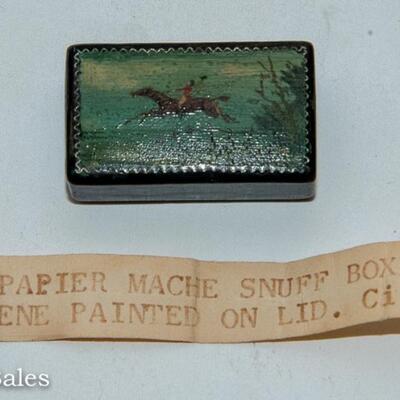 PAPIER MACHE SNUFF BOX
ENE PAINTED ON LID. Ci
Sales